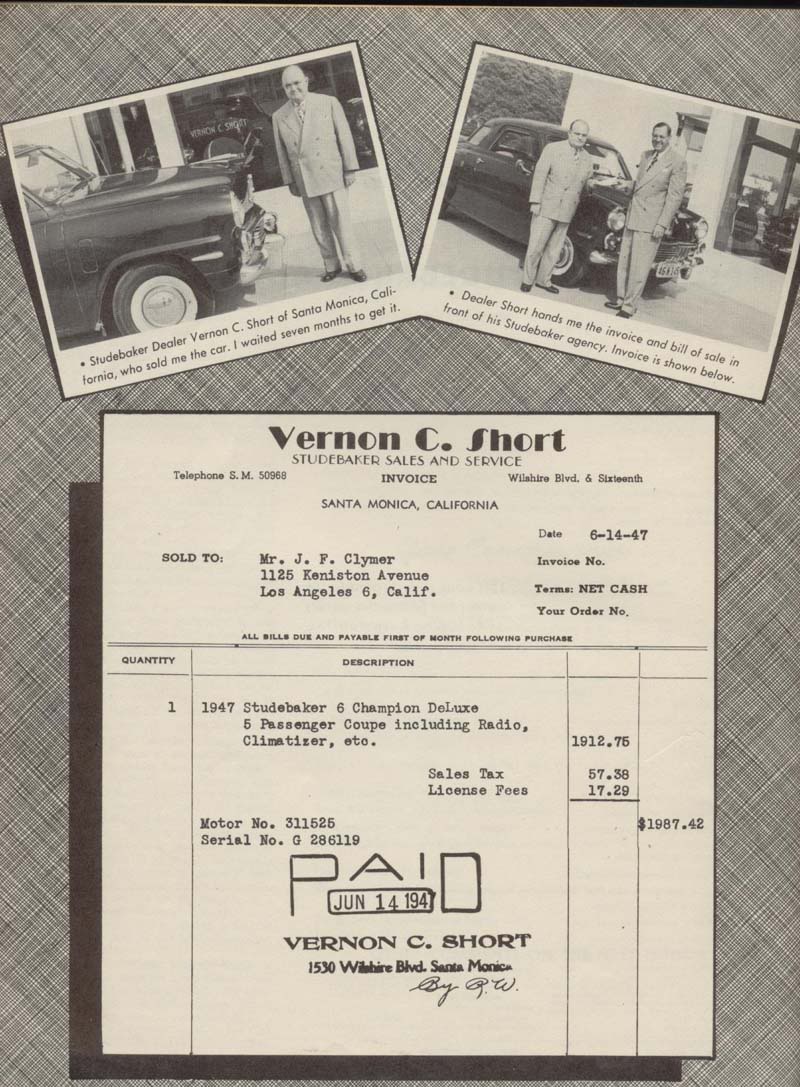 VERNON C. SHORT
• Studebaker Dealer Vernon C. Short of Santa Monica, Cali-
fornia, who sold me the car. I waited seven months to get it.
• Dealer Short hands me the invoice and bill of sale in
front of his Studebaker agency. Invoice is shown below.
Vernon C. Short
STUDEBAKER SALES AND SERVICE
Telephone S. M. 50968 INVOICE Wilshire Blvd. & Sixteenth
SANTA MONICA, CALIFORNIA
Date 6-14-47
SOLD TO: Mr. J. F. Clymer Invoice No.
1125 Keniston Avenue
Los Angeles 6, Calif. Terms: NET CASH
Your Order No.
ALL BILLS DUE AND PAYABLE FIRST OF MONTH FOLLOWING PURCHASE
QUANTITY DESCRIPTION
1 1947 Studebaker 6 Champion DeLuxe
5 Passenger Coupe including Radio,
Climatizer, etc. 1912.75
Sales Tax 57.38
License Fees 17.29
Motor No. 311525 $1987.42
Serial No. G 286119
PAID
JUN 14 1947
VERNON C. SHORT
1530 Wilshire Blvd. Santa Monica
By R.W.